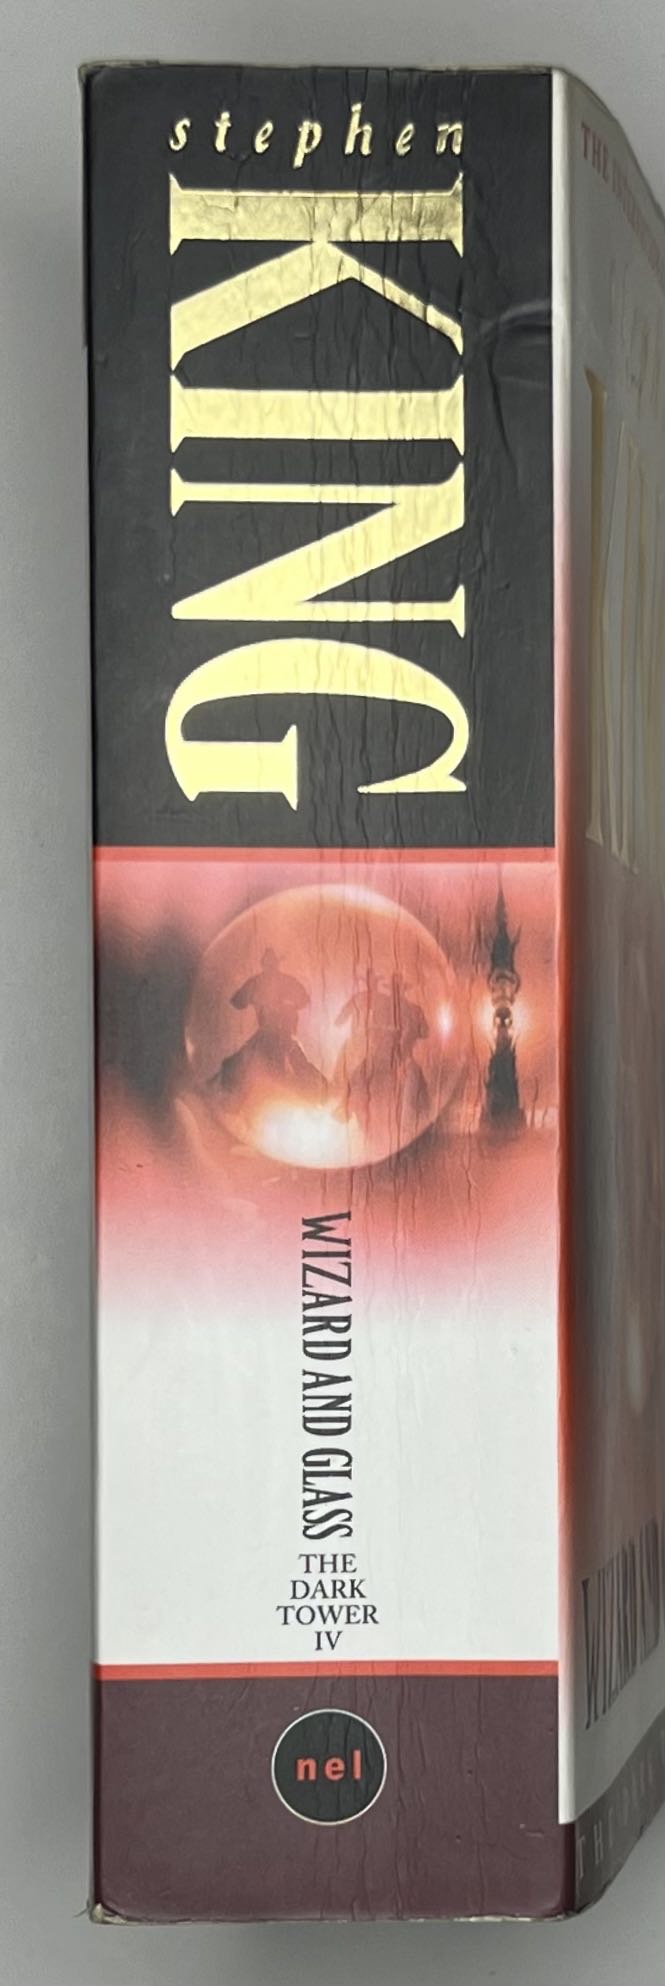 stephen
KING
WIZARD AND GLASS
THE
DARK
TOWER
IV
nel